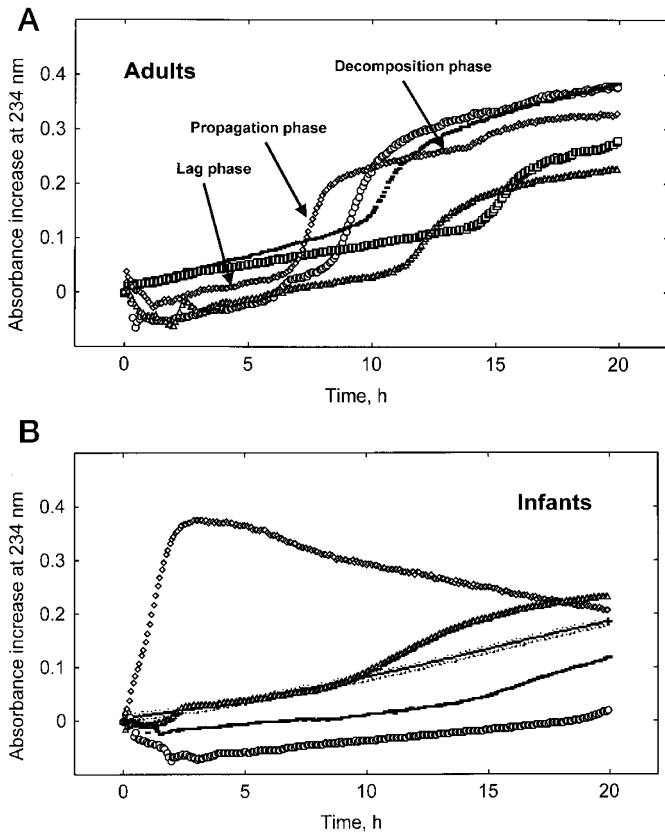 A
Adults
Decomposition phase
Propagation phase
Lag phase
Absorbance increase at 234 nm
0.4
0.3
0.2
0.1
0
0
5
10
15
20
Time, h
B
Infants
Absorbance increase at 234 nm
0.4
0.3
0.2
0.1
0
0
5
10
15
20
Time, h